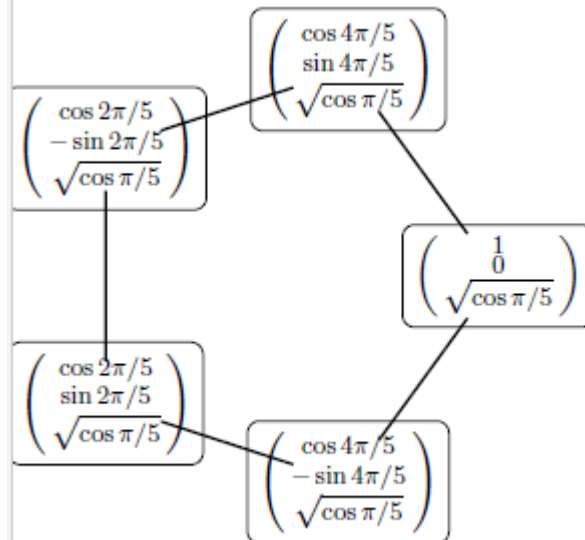 cos 4π/5
sin 4π/5
√cos π/5
cos 2π/5
− sin 2π/5
√cos π/5
1
0
√cos π/5
cos 2π/5
sin 2π/5
√cos π/5
cos 4π/5
− sin 4π/5
√cos π/5